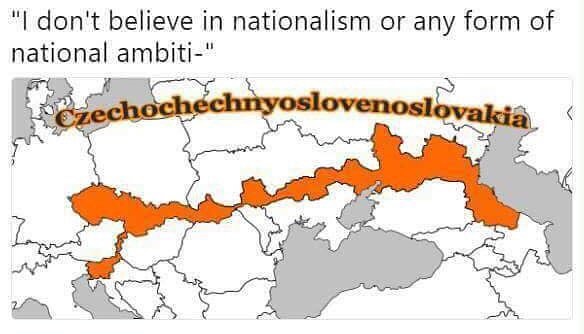 "I don't believe in nationalism or any form of
national ambiti-"
Czechochechnyoslovenoslovakia